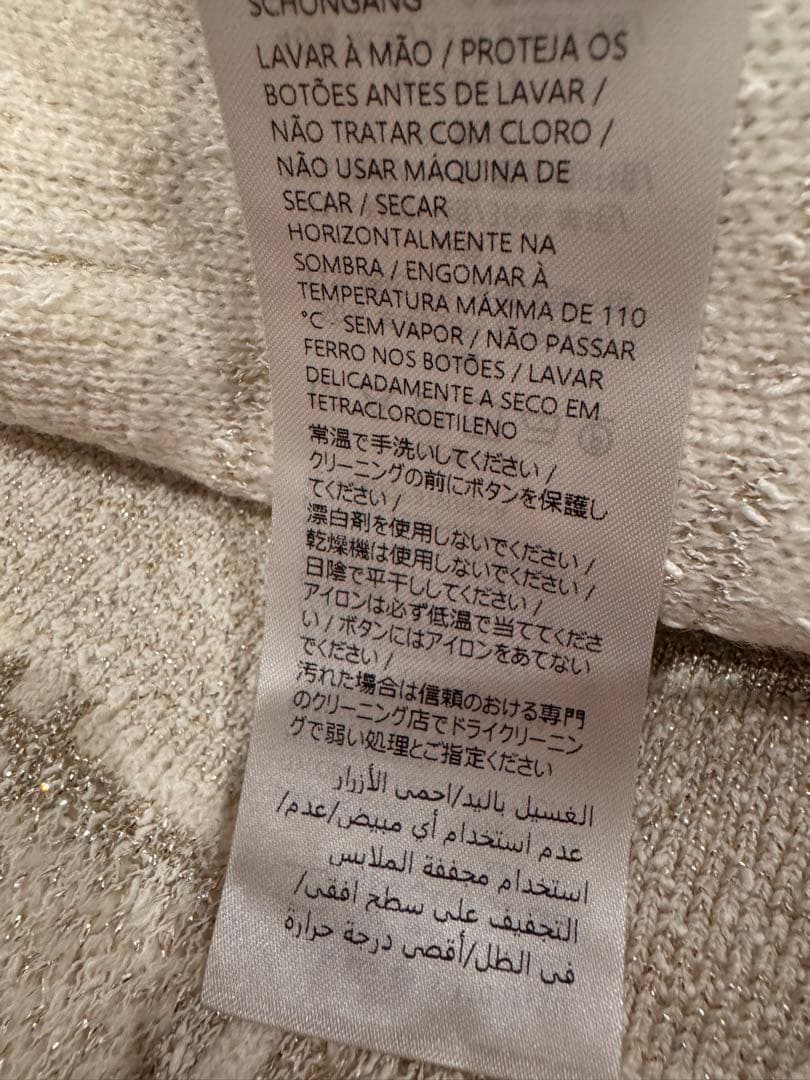 SCHONGANG
LAVAR À MÃO / PROTEJA OS
BOTÕES ANTES DE LAVAR /
NÃO TRATAR COM CLORO /
NÃO USAR MÁQUINA DE
SECAR / SECAR
HORIZONTALMENTE NA
SOMBRA / ENGOMAR À
TEMPERATURA MÁXIMA DE 110
°C - SEM VAPOR / NÃO PASSAR
FERRO NOS BOTÕES / LAVAR
DELICADAMENTE A SECO EM
TETRACLOROETILENO
常温で手洗いしてください /
クリーニングの前にボタンを保護し
てください /
漂白剤を使用しないでください /
乾燥機は使用しないでください /
日陰で平干ししてください /
アイロンは必ず低温で当ててくださ
い / ボタンにはアイロンをあてない
でください /
汚れた場合は信頼のおける専門
のクリーニング店でドライクリーニン
グで弱い処理とご指定ください
الغسيل باليد/احمى الأزرار
عدم استخدام أي مبيض/عدم/
استخدام مجففة الملابس
التجفيف على سطح افقى/
فى الظل/أقصى درجة حرارة